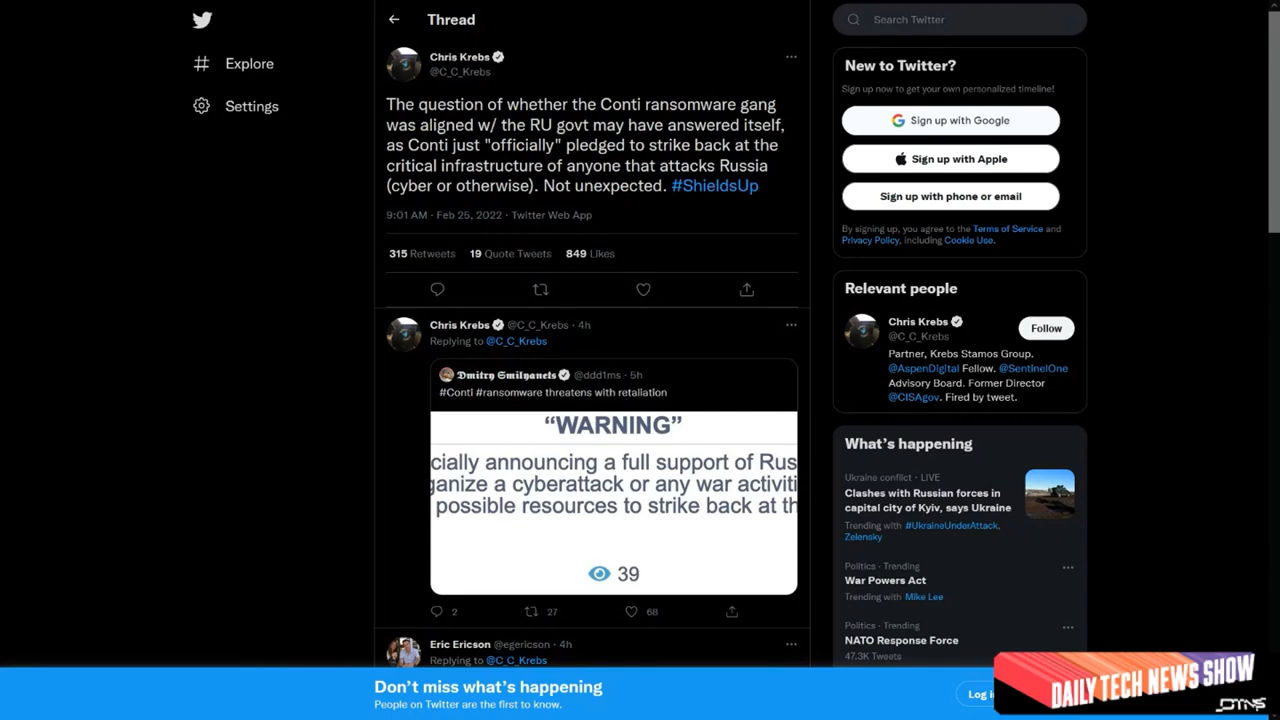 Thread
Explore
Settings
Chris Krebs
@C_C_Krebs
The question of whether the Conti ransomware gang
was aligned w/ the RU govt may have answered itself,
as Conti just "officially" pledged to strike back at the
critical infrastructure of anyone that attacks Russia
(cyber or otherwise). Not unexpected. #ShieldsUp
9:01 AM · Feb 25, 2022 · Twitter Web App
315 Retweets 19 Quote Tweets 849 Likes
Chris Krebs @C_C_Krebs · 4h
Replying to @C_C_Krebs
Dmitry Smilyanets @ddd1ms · 5h
#Conti #ransomware threatens with retaliation
“WARNING”
cially announcing a full support of Rus
ganize a cyberattack or any war activiti
possible resources to strike back at th
39
2 27 68
Eric Ericson @egericson · 4h
Replying to @C_C_Krebs
Search Twitter
New to Twitter?
Sign up now to get your own personalized timeline!
Sign up with Google
Sign up with Apple
Sign up with phone or email
By signing up, you agree to the Terms of Service and
Privacy Policy, including Cookie Use.
Relevant people
Chris Krebs
@C_C_Krebs
Follow
Partner, Krebs Stamos Group.
@AspenDigital Fellow. @SentinelOne
Advisory Board. Former Director
@CISAgov. Fired by tweet.
What's happening
Ukraine conflict · LIVE
Clashes with Russian forces in
capital city of Kyiv, says Ukraine
Trending with #UkraineUnderAttack,
Zelensky
Politics · Trending
War Powers Act
Trending with Mike Lee
Politics · Trending
NATO Response Force
47.3K Tweets
Don't miss what's happening
People on Twitter are the first to know.
Log i
DAILY TECH NEWS SHOW
DTNS